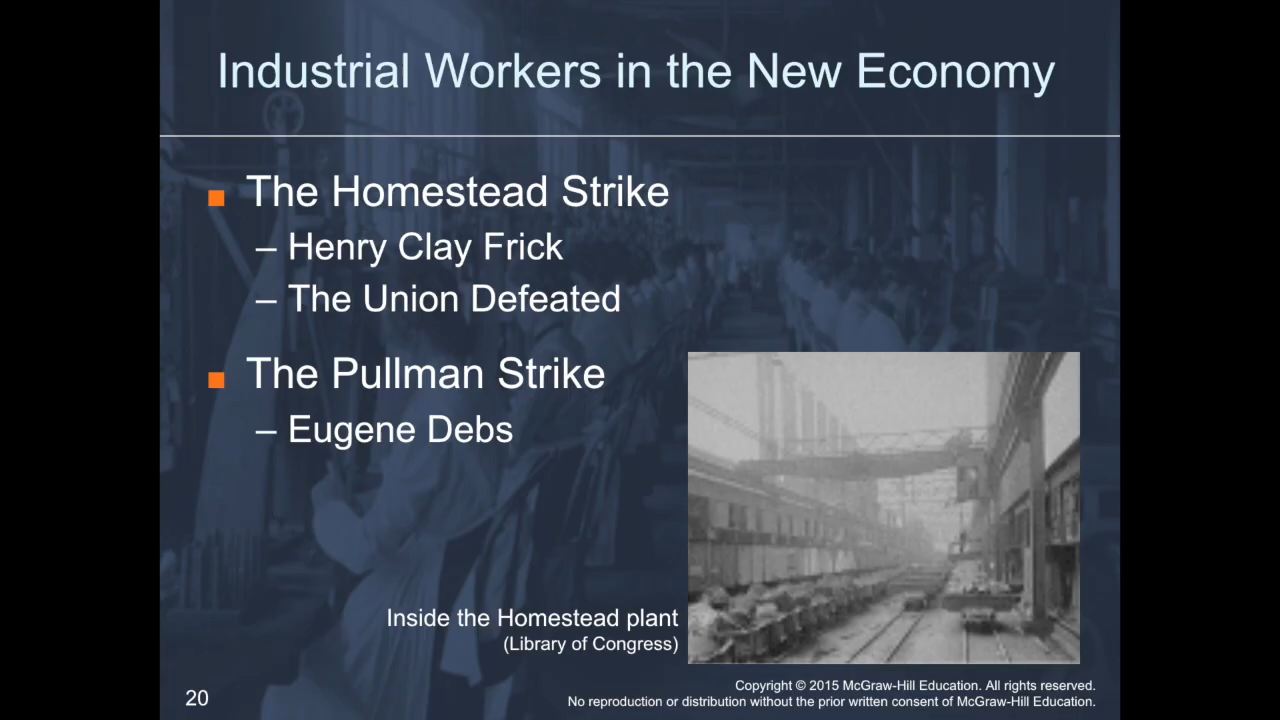 Industrial Workers in the New Economy
■ The Homestead Strike
– Henry Clay Frick
– The Union Defeated
■ The Pullman Strike
– Eugene Debs
Inside the Homestead plant
(Library of Congress)
20
Copyright © 2015 McGraw-Hill Education. All rights reserved.
No reproduction or distribution without the prior written consent of McGraw-Hill Education.